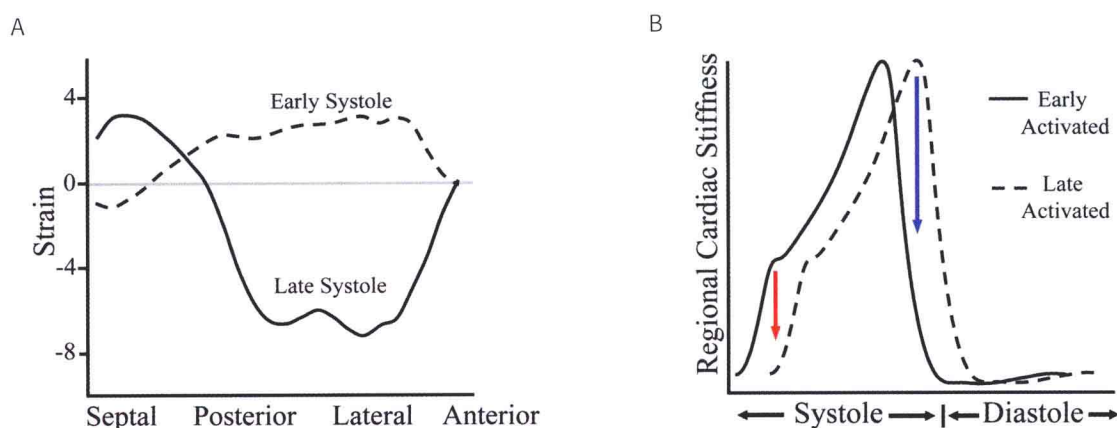 A
4
0
-4
-8
Strain
Early Systole
Late Systole
Septal
Posterior
Lateral
Anterior
B
Regional Cardiac Stiffness
Early
Activated
Late
Activated
Systole
Diastole